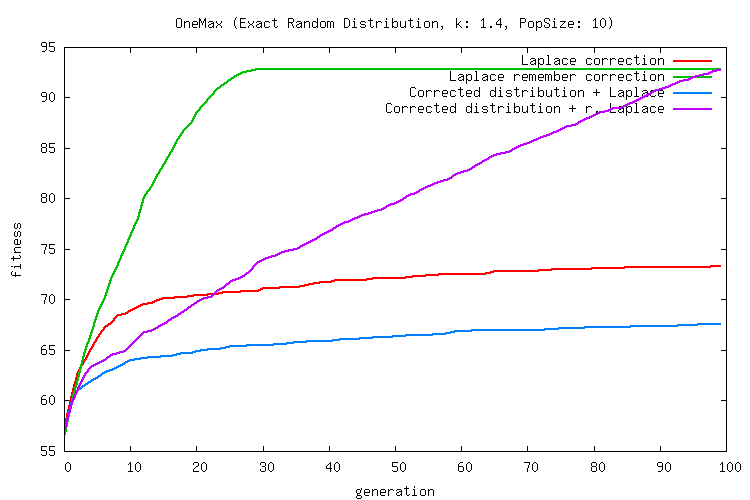 OneMax (Exact Random Distribution, k: 1.4, PopSize: 10)
95
90
85
80
75
70
65
60
55
fitness
Laplace correction
Laplace remember correction
Corrected distribution + Laplace
Corrected distribution + r. Laplace
0 10 20 30 40 50 60 70 80 90 100
generation